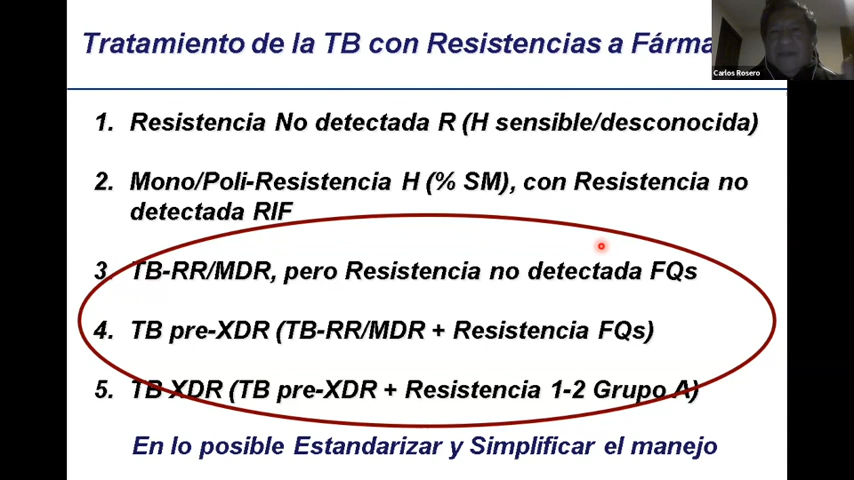 Tratamiento de la TB con Resistencias a
Carlos Rosero
1. Resistencia No detectada R (H sensible/desconocida)
2. Mono/Poli-Resistencia H (% SM), con Resistencia no
detectada RIF
3. TB-RR/MDR, pero Resistencia no detectada FQs
4. TB pre-XDR (TB-RR/MDR + Resistencia FQs)
5. TB XDR (TB pre-XDR + Resistencia 1-2 Grupo A)
En lo posible Estandarizar y Simplificar el manejo